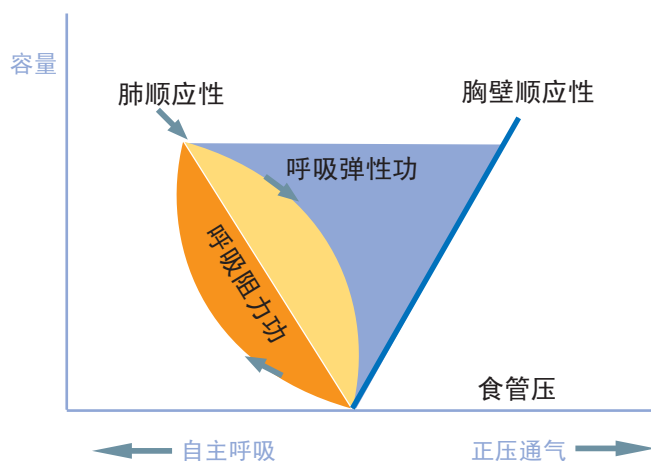 容量
肺顺应性
胸壁顺应性
呼吸弹性功
呼吸阻力功
食管压
自主呼吸
正压通气